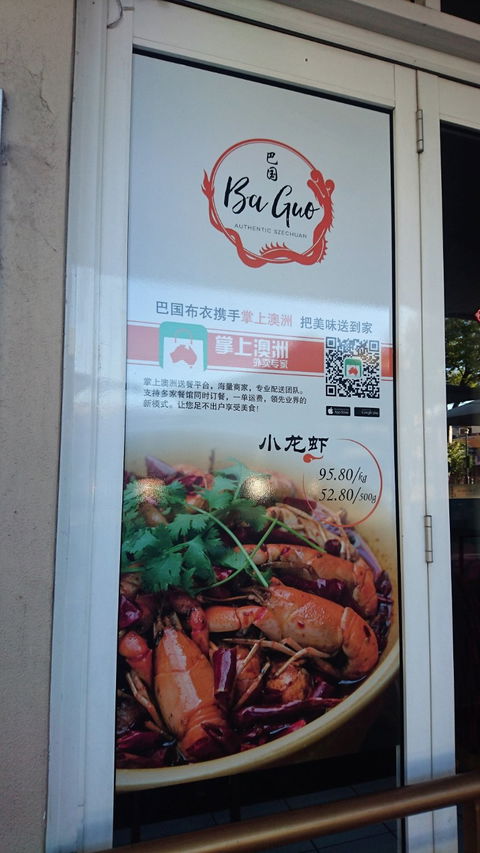 巴国
Ba Guo
AUTHENTIC SZECHUAN
巴国布衣携手掌上澳洲 把美味送到家
掌上澳洲
外卖专家
掌上澳洲送餐平台，海量商家，专业配送团队。
支持多家餐馆同时订餐，一单运费，领先业界的
新模式。让您足不出户享受美食!
小龙虾
95.80/kg
52.80/500g